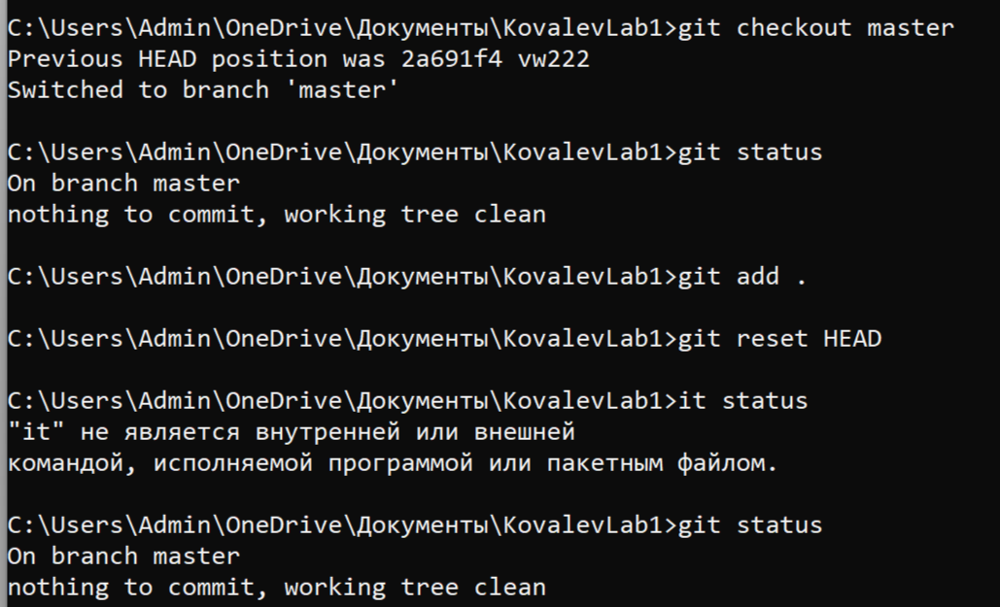 C:\Users\Admin\OneDrive\Документы\KovalevLab1>git checkout master
Previous HEAD position was 2a691f4 vw222
Switched to branch 'master'
C:\Users\Admin\OneDrive\Документы\KovalevLab1>git status
On branch master
nothing to commit, working tree clean
C:\Users\Admin\OneDrive\Документы\KovalevLab1>git add .
C:\Users\Admin\OneDrive\Документы\KovalevLab1>git reset HEAD
C:\Users\Admin\OneDrive\Документы\KovalevLab1>it status
"it" не является внутренней или внешней
командой, исполняемой программой или пакетным файлом.
C:\Users\Admin\OneDrive\Документы\KovalevLab1>git status
On branch master
nothing to commit, working tree clean